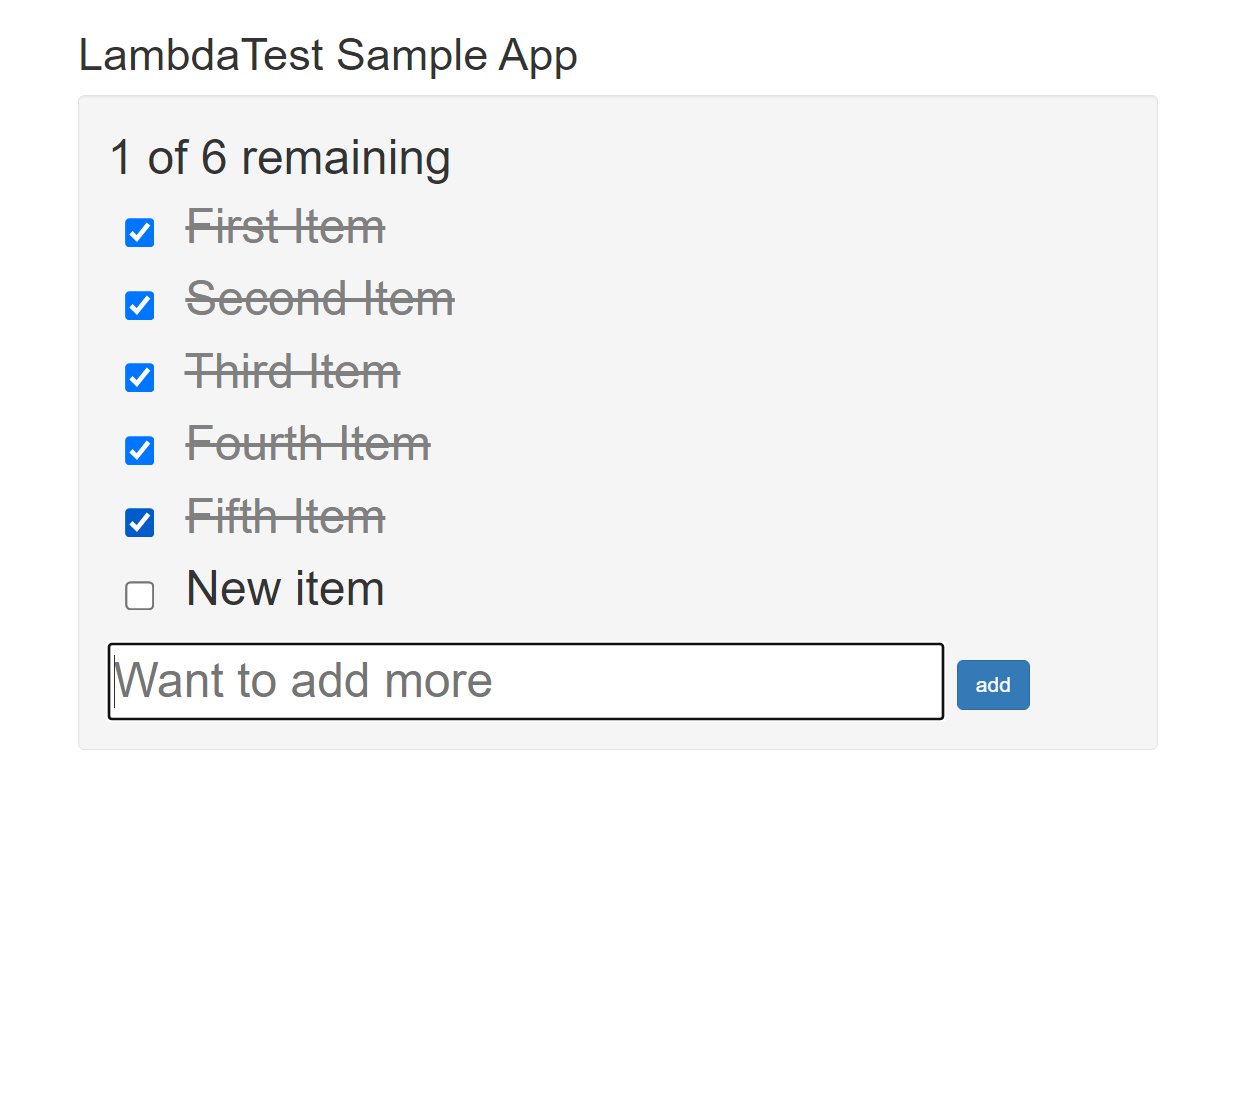 LambdaTest Sample App
1 of 6 remaining
First Item
Second Item
Third Item
Fourth Item
Fifth Item
New item
Want to add more
add